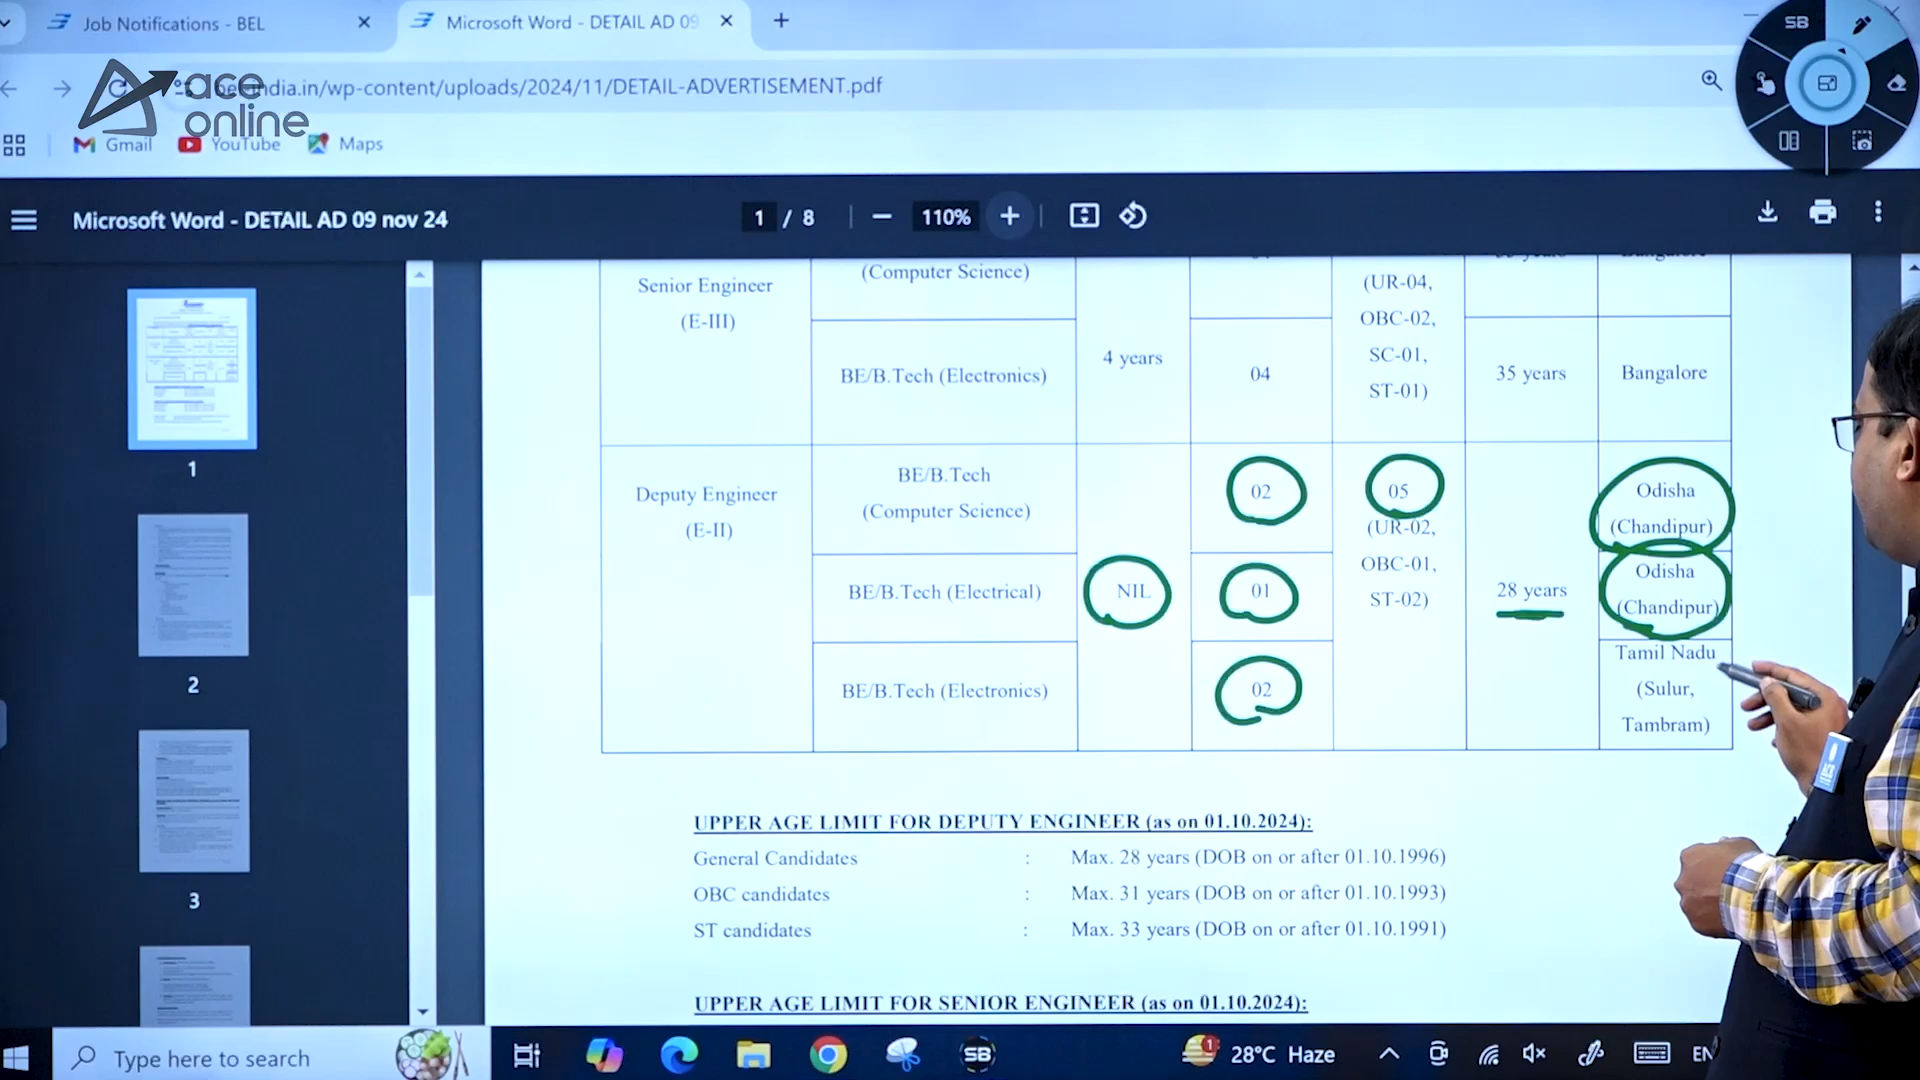 Job Notifications - BEL
Microsoft Word - DETAIL AD 09
SB
ace
online
india.in/wp-content/uploads/2024/11/DETAIL-ADVERTISEMENT.pdf
Gmail
YouTube
Maps
Microsoft Word - DETAIL AD 09 nov 24
1 / 8
110%
Senior Engineer
(E-III)
(Computer Science)
4 years
(UR-04,
OBC-02,
SC-01,
ST-01)
BE/B.Tech (Electronics)
04
35 years
Bangalore
Deputy Engineer
(E-II)
BE/B.Tech
(Computer Science)
02
05
(UR-02,
OBC-01,
ST-02)
Odisha
(Chandipur)
BE/B.Tech (Electrical)
NIL
01
28 years
Odisha
(Chandipur)
BE/B.Tech (Electronics)
02
Tamil Nadu
(Sulur,
Tambram)
UPPER AGE LIMIT FOR DEPUTY ENGINEER (as on 01.10.2024):
General Candidates : Max. 28 years (DOB on or after 01.10.1996)
OBC candidates : Max. 31 years (DOB on or after 01.10.1993)
ST candidates : Max. 33 years (DOB on or after 01.10.1991)
UPPER AGE LIMIT FOR SENIOR ENGINEER (as on 01.10.2024):
1
2
3
Type here to search
SB
1
28°C Haze
EN